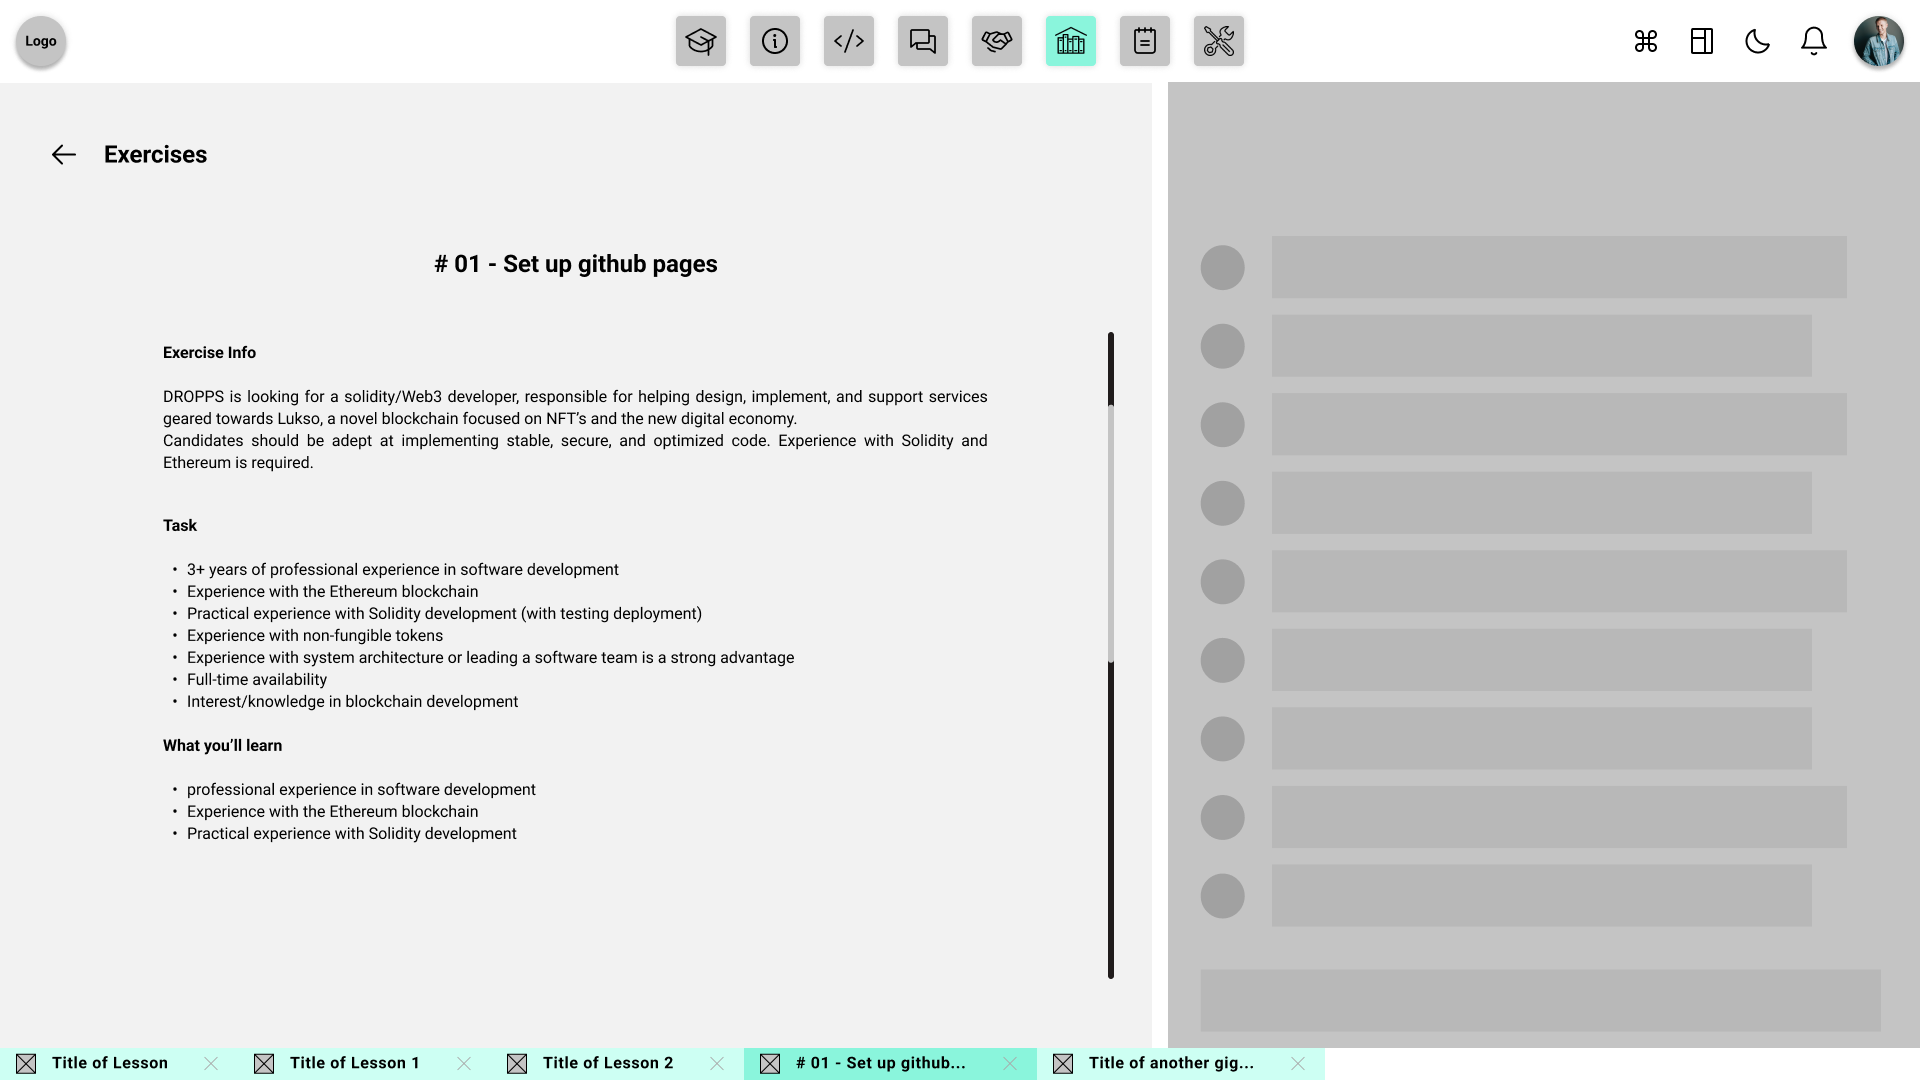 Logo
Exercises
# 01 - Set up github pages
Exercise Info
DROPPS is looking for a solidity/Web3 developer, responsible for helping design, implement, and support services
geared towards Lukso, a novel blockchain focused on NFT’s and the new digital economy.
Candidates should be adept at implementing stable, secure, and optimized code. Experience with Solidity and
Ethereum is required.
Task
• 3+ years of professional experience in software development
• Experience with the Ethereum blockchain
• Practical experience with Solidity development (with testing deployment)
• Experience with non-fungible tokens
• Experience with system architecture or leading a software team is a strong advantage
• Full-time availability
• Interest/knowledge in blockchain development
What you’ll learn
• professional experience in software development
• Experience with the Ethereum blockchain
• Practical experience with Solidity development
Title of Lesson
Title of Lesson 1
Title of Lesson 2
# 01 - Set up github...
Title of another gig...